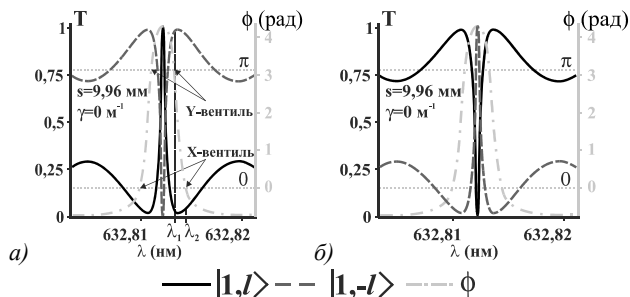 T
ϕ (рад)
T
ϕ (рад)
1
4
1
4
0,75
π
3
0,75
π
3
s=9,96 мм
γ=0 м⁻¹
s=9,96 мм
γ=0 м⁻¹
Y-вентиль
0,5
2
0,5
2
X-вентиль
0,25
1
0,25
1
0
0
0
0
0
0
632,81
λ₁
λ₂
632,82
632,81
632,82
λ (нм)
λ (нм)
а)
б)
|1,l⟩
|1,-l⟩
ϕ